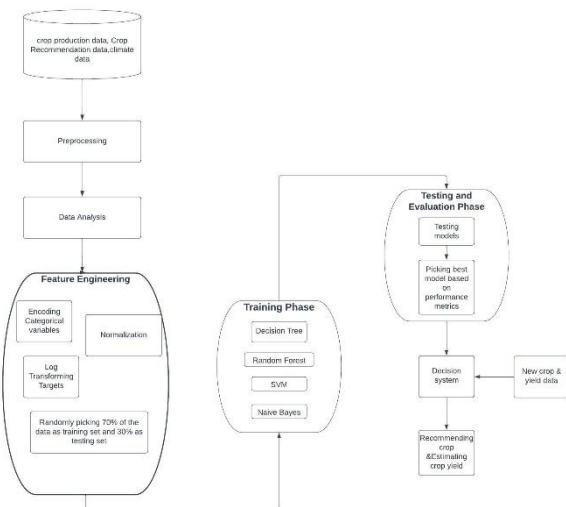 crop production data, Crop
Recommendation data,climate
data
Preprocessing
Data Analysis
Feature Engineering
Encoding
Categorical
variables
Normalization
Log
Transforming
Targets
Randomly picking 70% of the
data as training set and 30% as
testing set
Training Phase
Decision Tree
Random Forest
SVM
Naive Bayes
Testing and
Evaluation Phase
Testing
models
Picking best
model based
on
performance
metrics
Decision
system
New crop &
yield data
Recommending
crop
&Estimating
crop yield